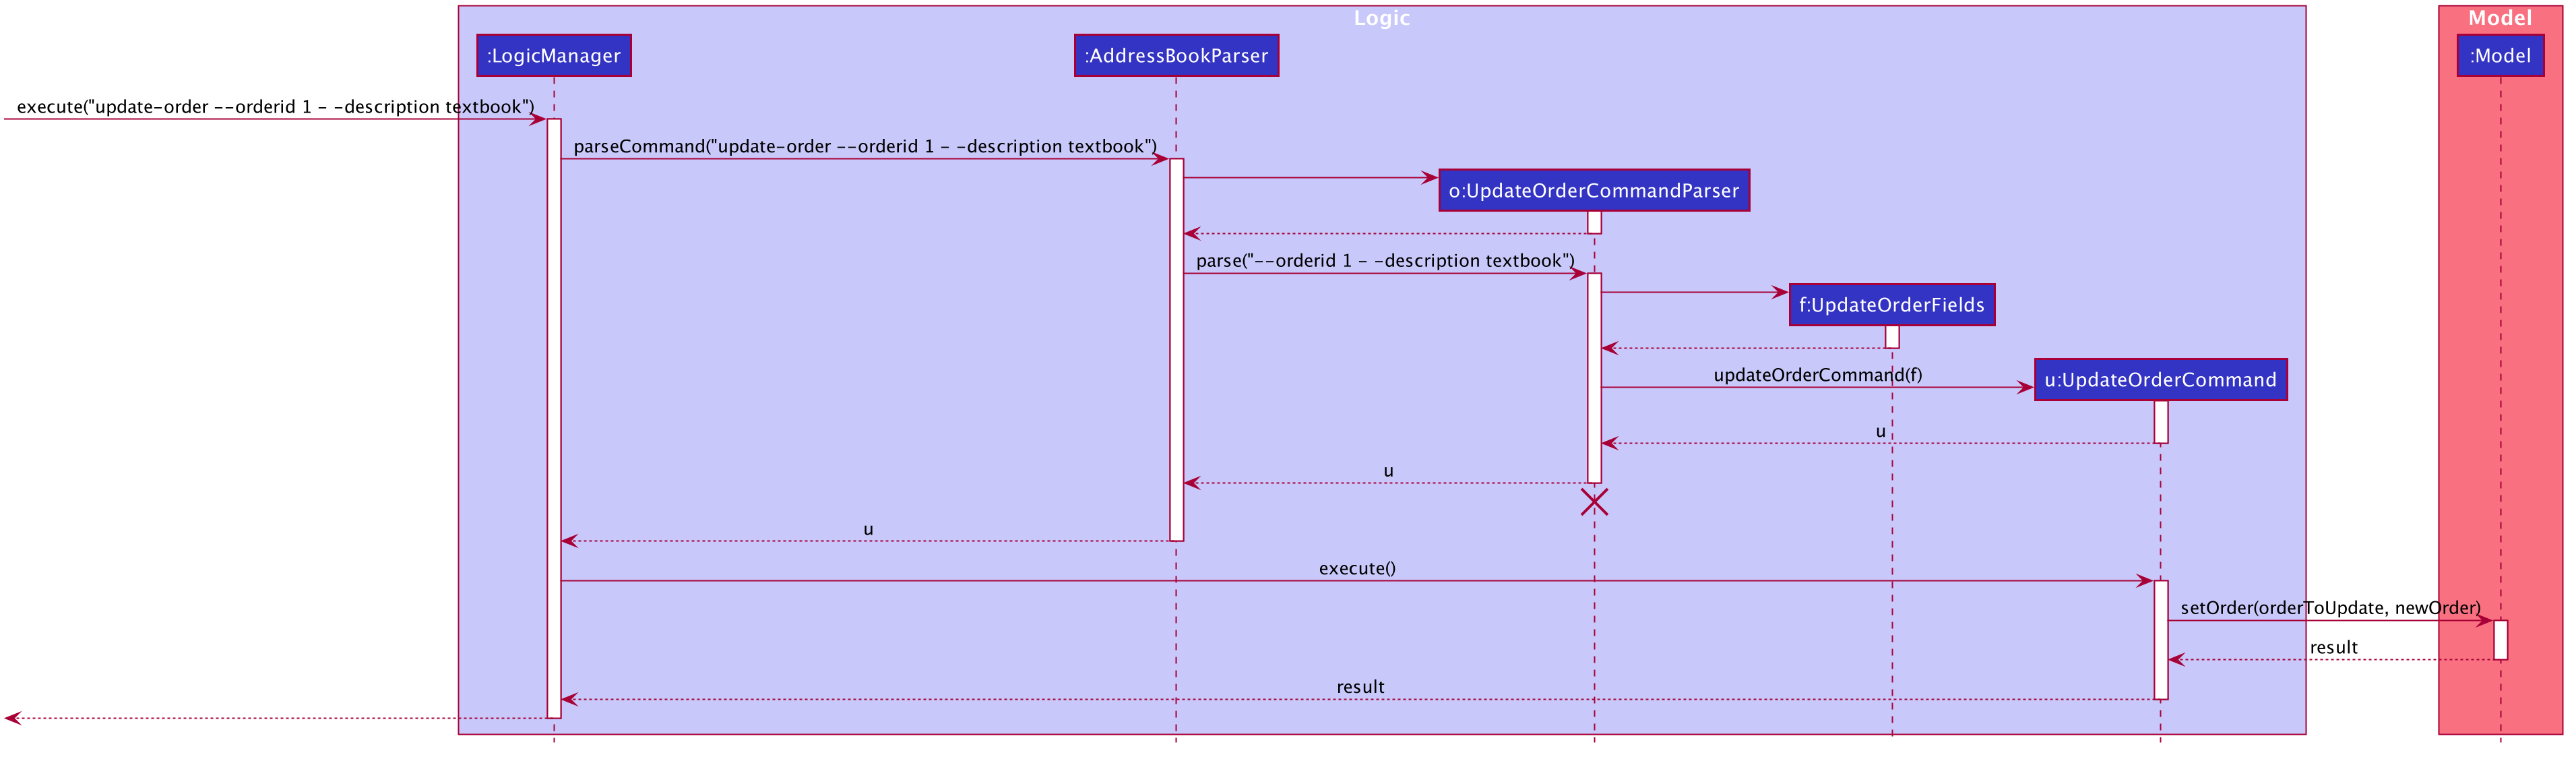 Logic
Model
:LogicManager
:AddressBookParser
:Model
execute("update-order --orderid 1 - -description textbook")
parseCommand("update-order --orderid 1 - -description textbook")
o:UpdateOrderCommandParser
parse("--orderid 1 - -description textbook")
f:UpdateOrderFields
updateOrderCommand(f)
u:UpdateOrderCommand
u
u
u
execute()
setOrder(orderToUpdate, newOrder)
result
result